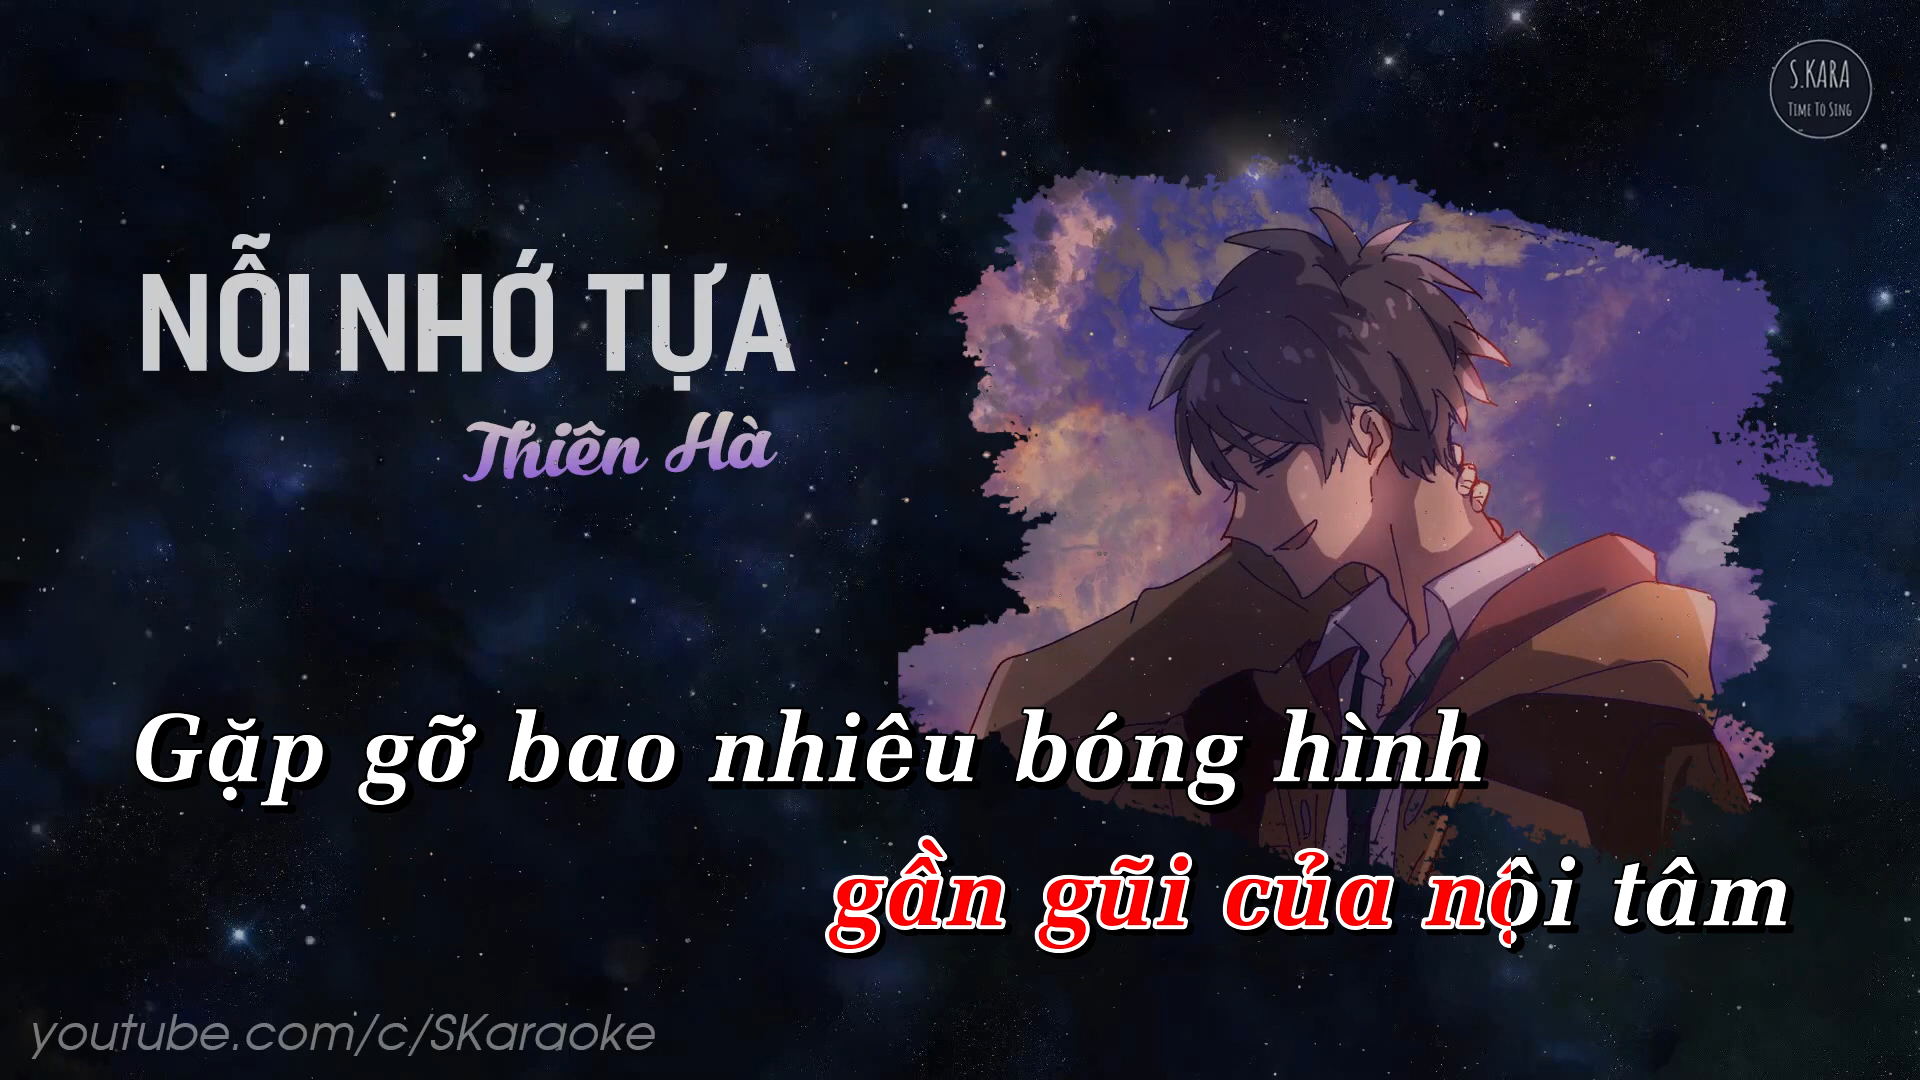 S.KARA
TIME TO SING
NỖI NHỚ TỰA
Thiên Hà
Gặp gỡ bao nhiêu bóng hình
gần gũi của nội tâm
youtube.com/c/SKaraoke